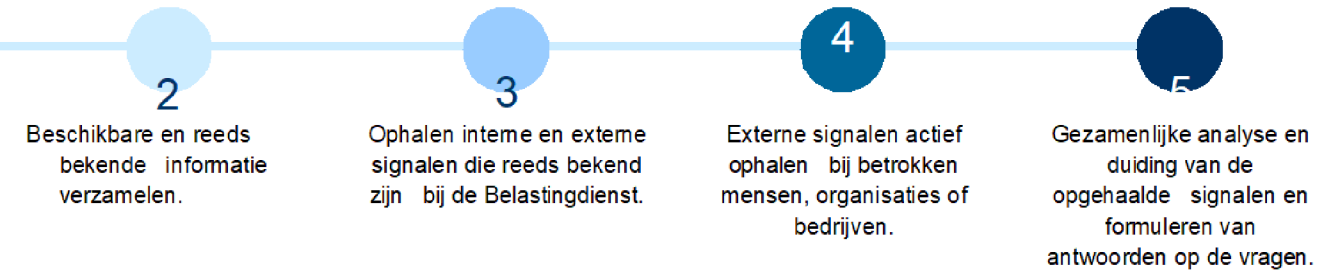 2
Beschikbare en reeds
bekende informatie
verzamelen.
3
Ophalen interne en externe
signalen die reeds bekend
zijn bij de Belastingdienst.
4
Externe signalen actief
ophalen bij betrokken
mensen, organisaties of
bedrijven.
5
Gezamenlijke analyse en
duiding van de
opgehaalde signalen en
formuleren van
antwoorden op de vragen.